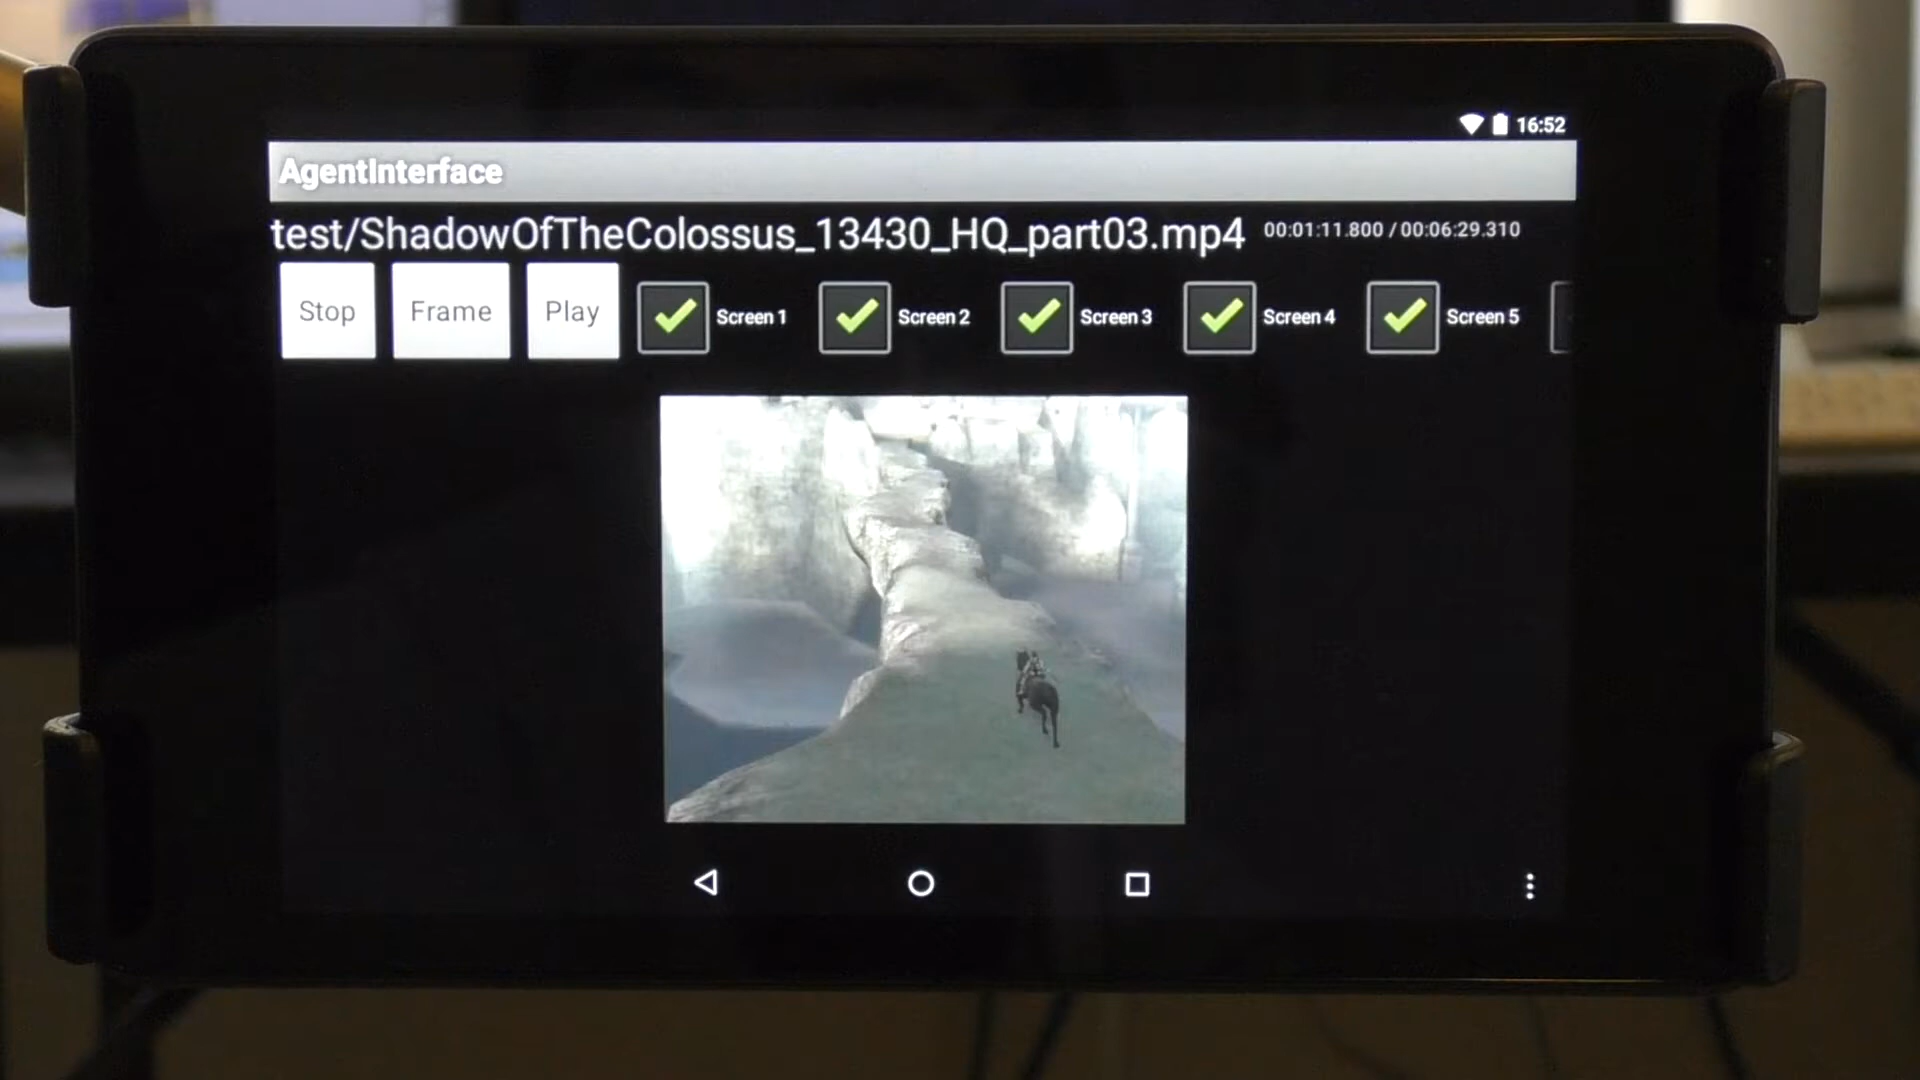 16:52
AgentInterface
test/ShadowOfTheColossus_13430_HQ_part03.mp4 00:01:11.800 / 00:06:29.310
Stop Frame Play Screen 1 Screen 2 Screen 3 Screen 4 Screen 5